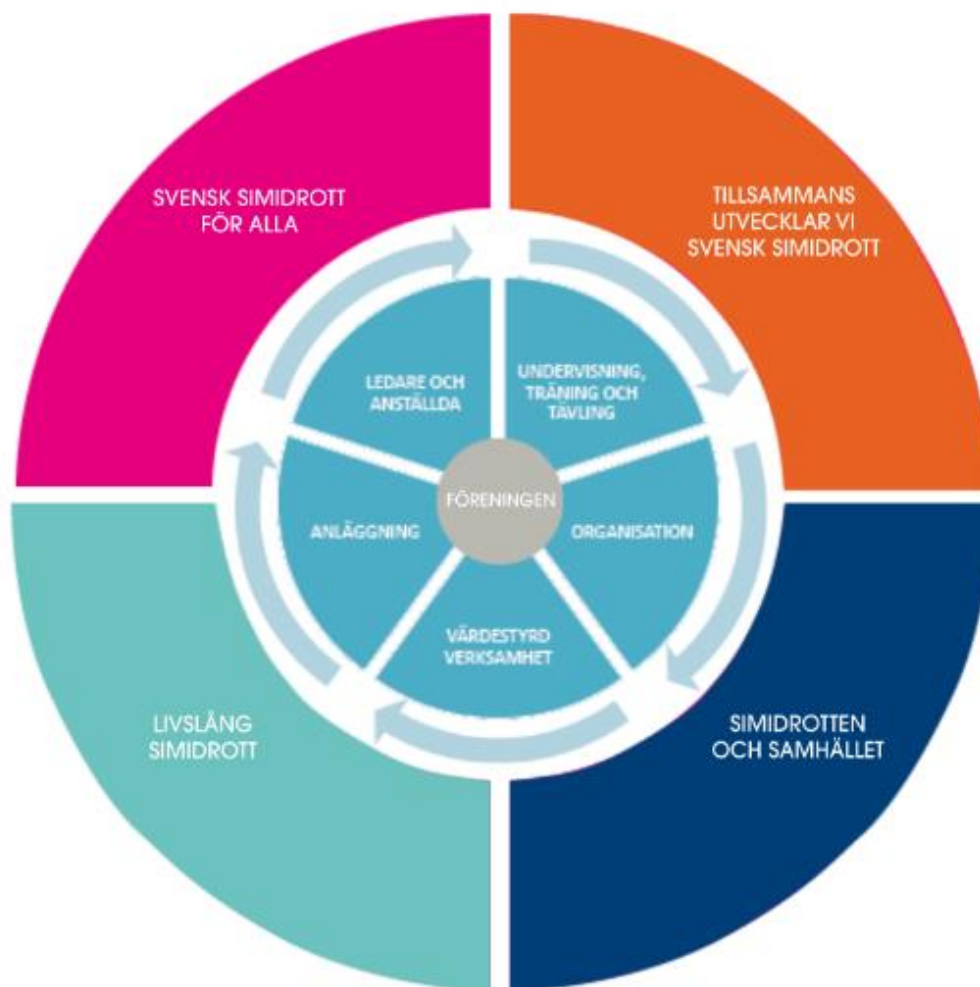 SVENSK SIMIDROTT
FÖR ALLA
TILLSAMMANS
UTVECKLAR VI
SVENSK SIMIDROTT
LEDARE OCH
ANSTÄLLDA
UNDERVISNING,
TRÄNING OCH
TÄVLING
FÖRENINGEN
ANLÄGGNING
ORGANISATION
VÄRDESTYRD
VERKSAMHET
LIVSLÅNG
SIMIDROTT
SIMIDROTTEN
OCH SAMHÄLLET